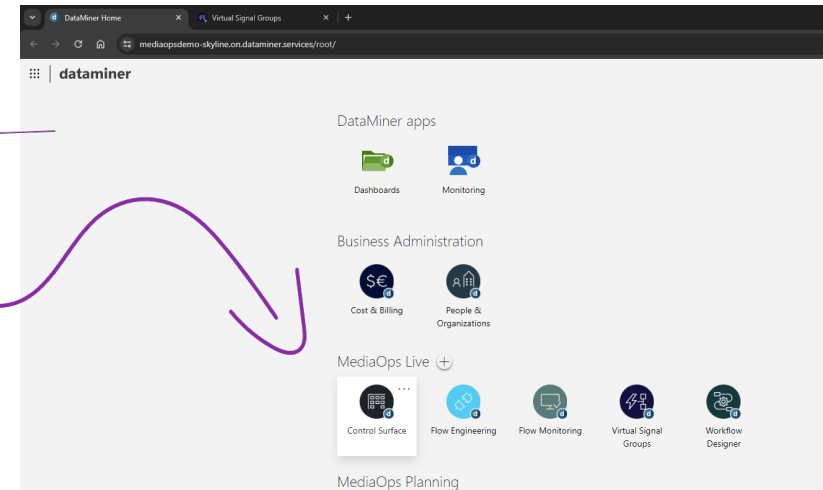 DataMiner Home
Virtual Signal Groups
mediaopsdemo-skyline.on.dataminer.services/root/
dataminer
DataMiner apps
Dashboards
Monitoring
Business Administration
$€
Cost & Billing
People &
Organizations
MediaOps Live
Control Surface
Flow Engineering
Flow Monitoring
Virtual Signal
Groups
Workflow
Designer
MediaOps Planning